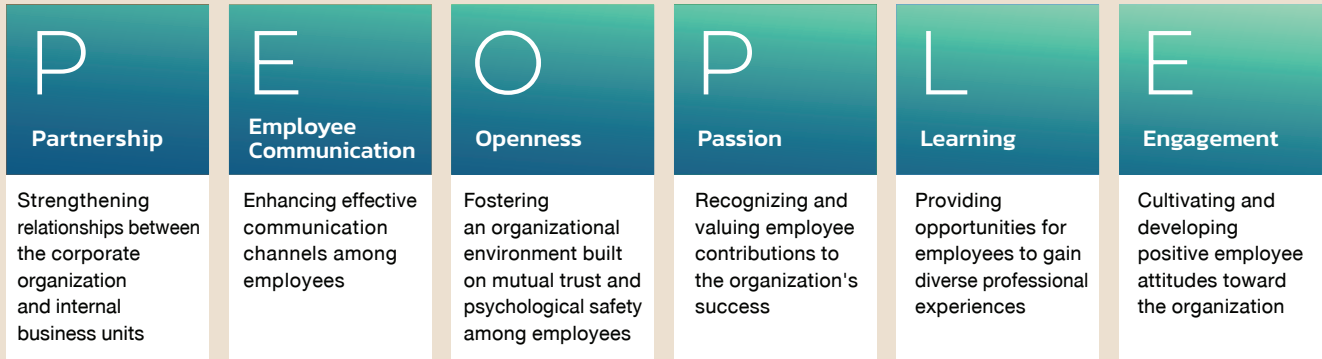 P
Partnership
Strengthening
relationships between
the corporate
organization
and internal
business units
E
Employee
Communication
Enhancing effective
communication
channels among
employees
O
Openness
Fostering
an organizational
environment built
on mutual trust and
psychological safety
among employees
P
Passion
Recognizing and
valuing employee
contributions to
the organization's
success
L
Learning
Providing
opportunities for
employees to gain
diverse professional
experiences
E
Engagement
Cultivating and
developing
positive employee
attitudes toward
the organization